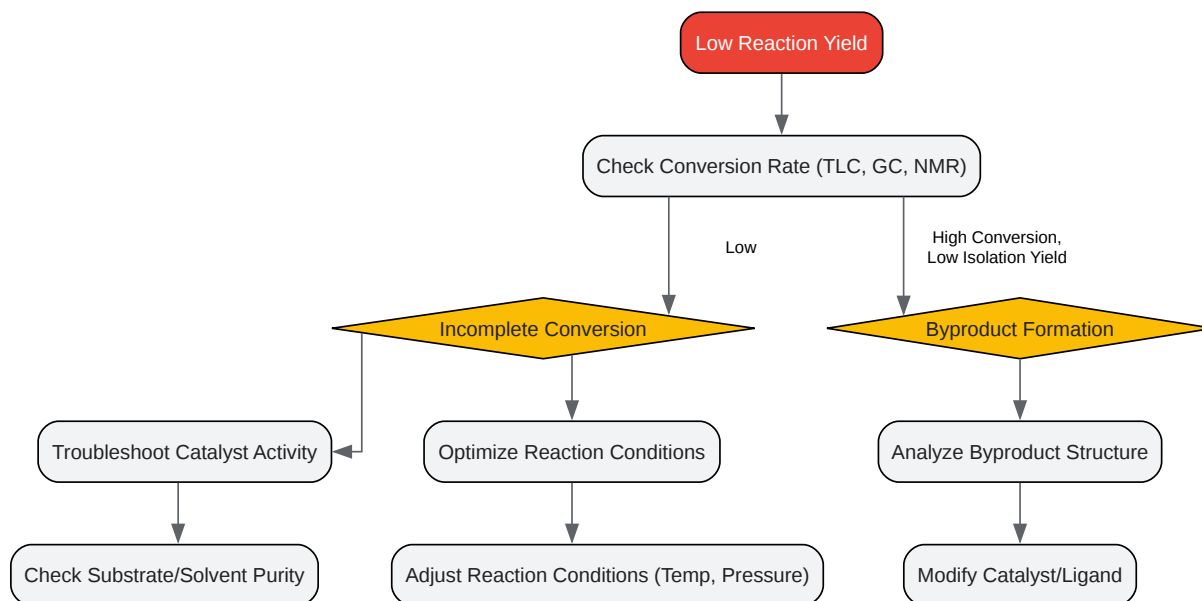 Low Reaction Yield
Check Conversion Rate (TLC, GC, NMR)
Low
High Conversion,
Low Isolation Yield
Incomplete Conversion
Byproduct Formation
Troubleshoot Catalyst Activity
Optimize Reaction Conditions
Analyze Byproduct Structure
Check Substrate/Solvent Purity
Adjust Reaction Conditions (Temp, Pressure)
Modify Catalyst/Ligand